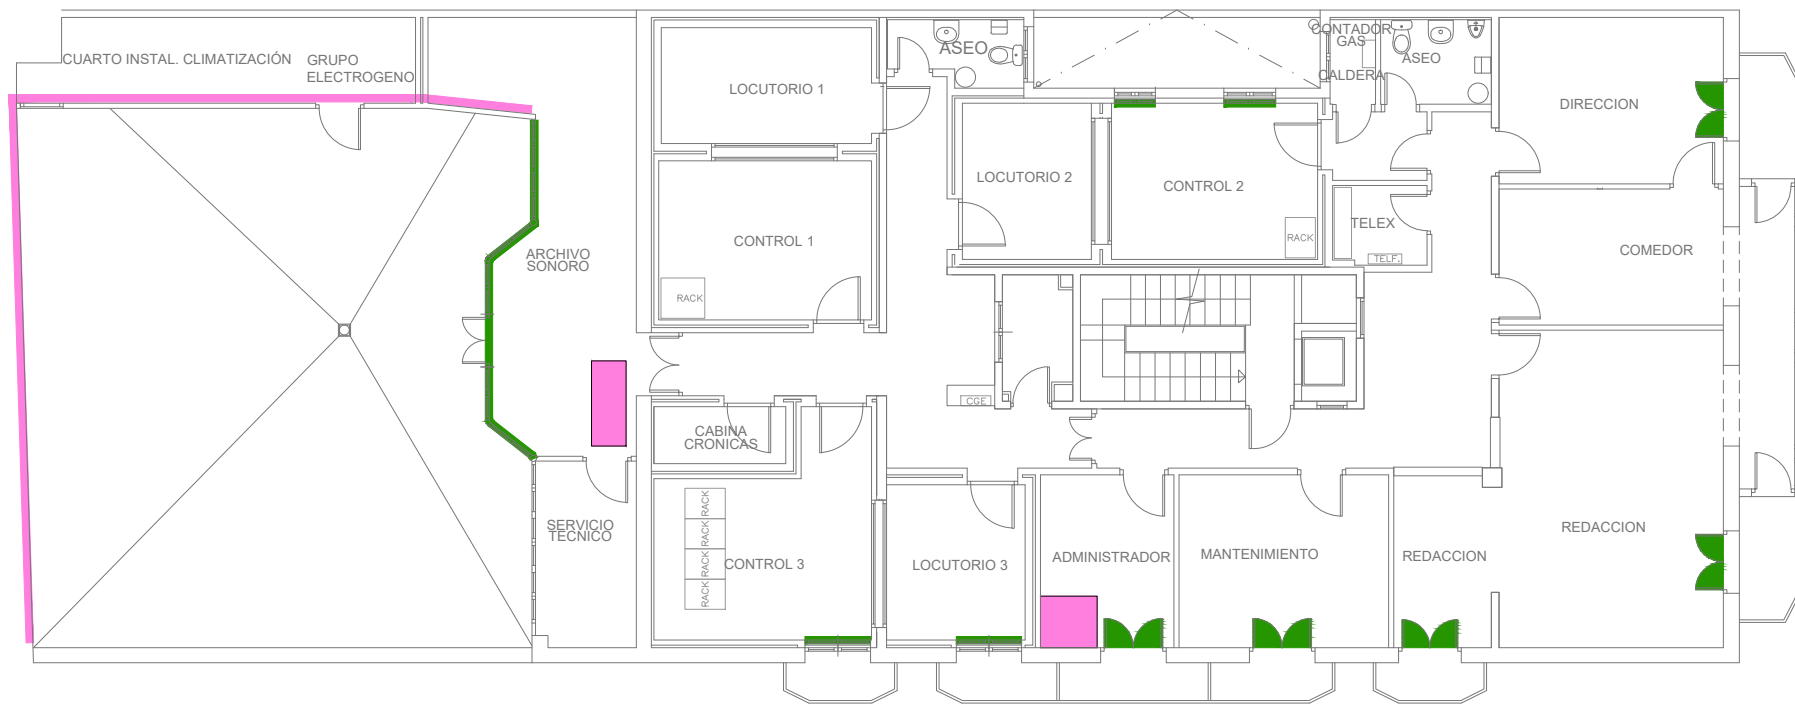 CUARTO INSTAL. CLIMATIZACIÓN
GRUPO
ELECTROGENO
LOCUTORIO 1
ASEO
CONTADOR
GAS
CALDERA
ASEO
DIRECCION
LOCUTORIO 2
CONTROL 2
RACK
TELEX
TELF.
COMEDOR
ARCHIVO
SONORO
CONTROL 1
RACK
CGE
CABINA
CRONICAS
SERVICIO
TECNICO
RACK
RACK
RACK
RACK
CONTROL 3
LOCUTORIO 3
ADMINISTRADOR
MANTENIMIENTO
REDACCION
REDACCION